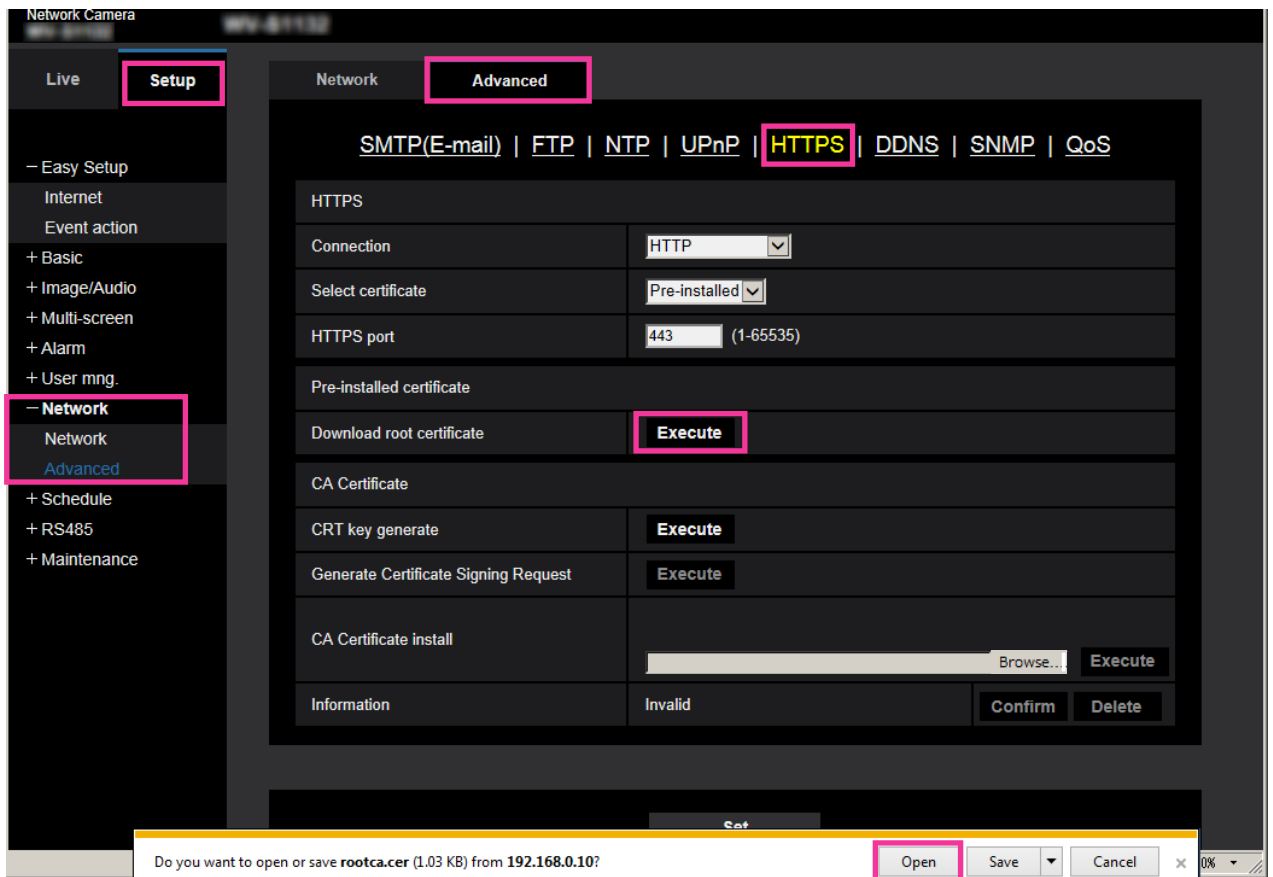 Network Camera
Live
Setup
Network
Advanced
SMTP(E-mail) | FTP | NTP | UPnP | HTTPS | DDNS | SNMP | QoS
− Easy Setup
Internet
Event action
+ Basic
+ Image/Audio
+ Multi-screen
+ Alarm
+ User mng.
− Network
Network
Advanced
+ Schedule
+ RS485
+ Maintenance
HTTPS
Connection HTTP
Select certificate Pre-installed
HTTPS port 443 (1-65535)
Pre-installed certificate
Download root certificate Execute
CA Certificate
CRT key generate Execute
Generate Certificate Signing Request Execute
CA Certificate install Browse... Execute
Information Invalid Confirm Delete
Set
Do you want to open or save rootca.cer (1.03 KB) from 192.168.0.10? Open Save Cancel ×
0%